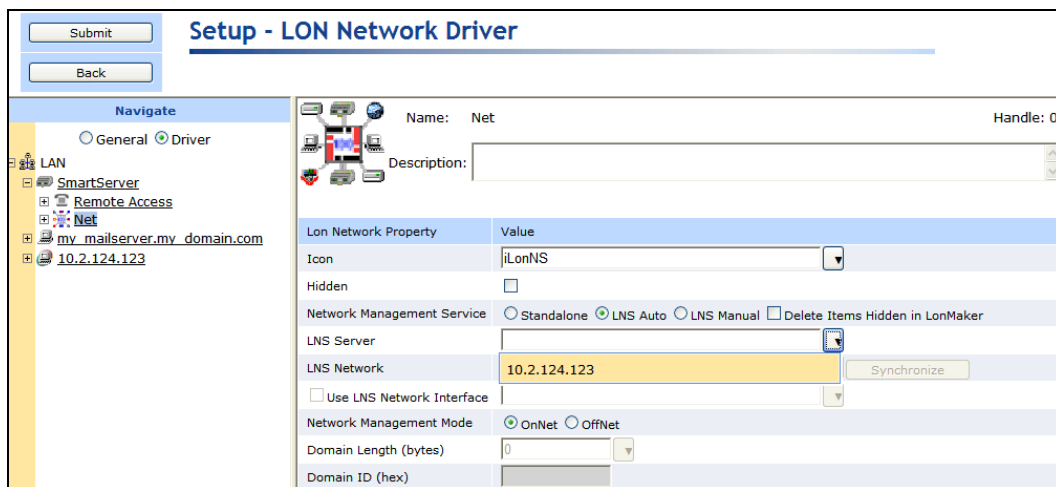 Submit
Setup - LON Network Driver
Back
Navigate
General Driver
LAN
SmartServer
Remote Access
Net
my_mailserver.my_domain.com
10.2.124.123
Name: Net Handle: 0
Description:
Lon Network Property Value
Icon iLonNS
Hidden
Network Management Service Standalone LNS Auto LNS Manual Delete Items Hidden in LonMaker
LNS Server
LNS Network 10.2.124.123 Synchronize
Use LNS Network Interface
Network Management Mode OnNet OffNet
Domain Length (bytes) 0
Domain ID (hex)